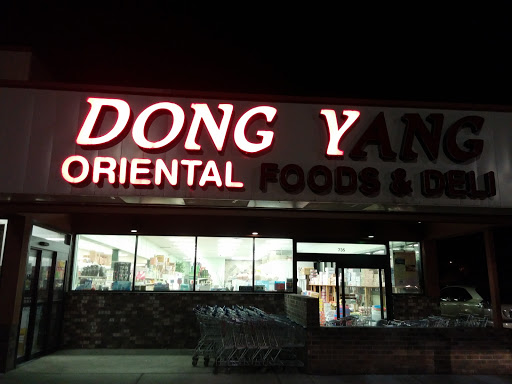 DONG YANG
ORIENTAL FOODS & DELI